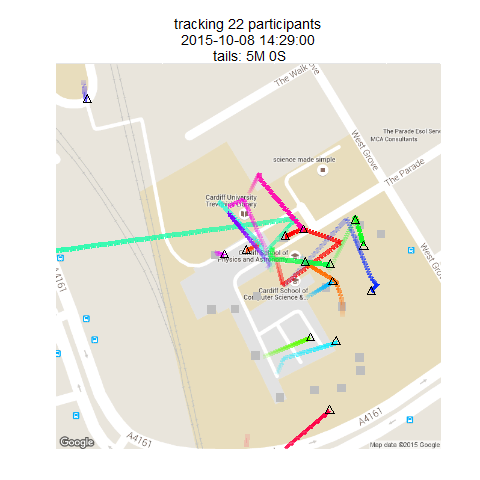 tracking 22 participants
2015-10-08 14:29:00
tails: 5M 0S
The Walk
West Grove
The Parade Esol Serv
MCA Consultants
science made simple
The Parade
Cardiff University
Library
West Grove
Cardiff School of
Physics and Astr
Cardiff School of
Computer Science &...
A4161
A4161
A4161
Google
Map data ©2015 Google